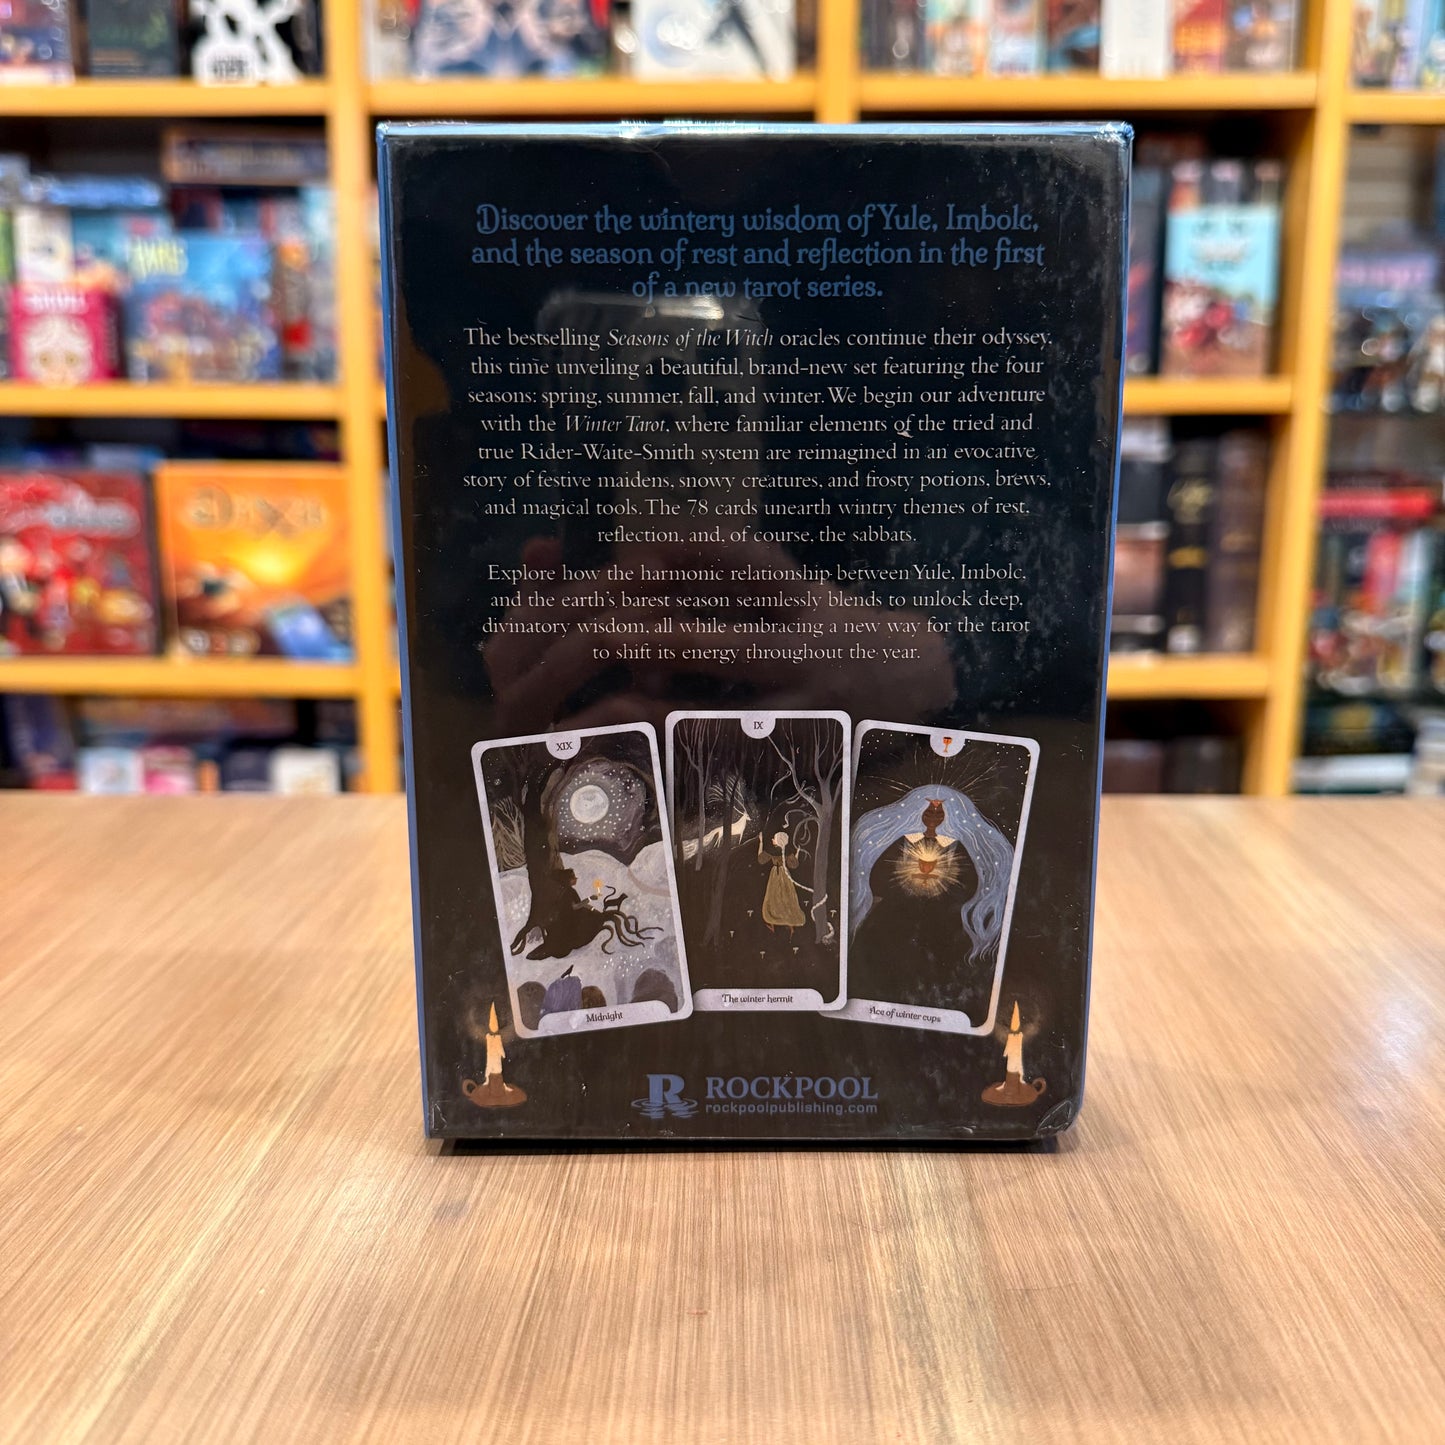 Discover the wintery wisdom of Yule, Imbolc,
and the season of rest and reflection in the first
of a new tarot series.
The bestselling Seasons of the Witch oracles continue their odyssey,
this time unveiling a beautiful, brand-new set featuring the four
seasons: spring, summer, fall, and winter. We begin our adventure
with the Winter Tarot, where familiar elements of the tried and
true Rider-Waite-Smith system are reimagined in an evocative
story of festive maidens, snowy creatures, and frosty potions, brews,
and magical tools. The 78 cards unearth wintry themes of rest,
reflection, and, of course, the sabbats.
Explore how the harmonic relationship between Yule, Imbolc,
and the earth's barest season seamlessly blends to unlock deep,
divinatory wisdom, all while embracing a new way for the tarot
to shift its energy throughout the year.
XIX
IX
Midnight
The winter hermit
Ace of winter cups
R ROCKPOOL
rockpoolpublishing.com